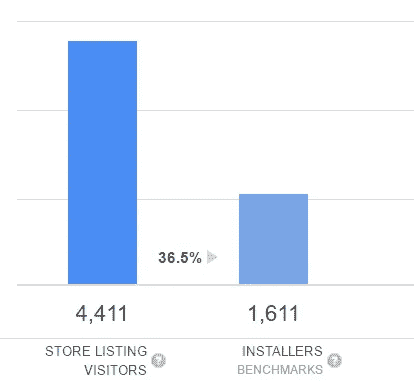 36.5%
4,411
1,611
STORE LISTING
VISITORS
INSTALLERS
BENCHMARKS